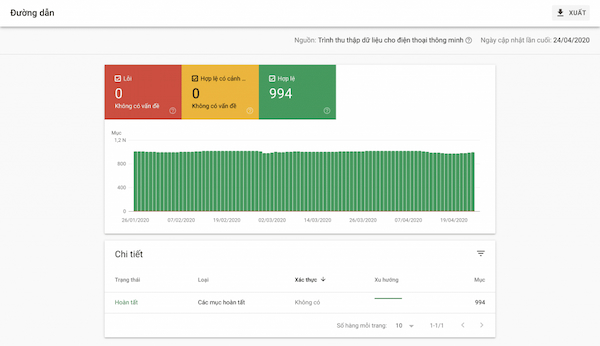 Đường dẫn
XUẤT
Nguồn: Trình thu thập dữ liệu cho điện thoại thông minh
Ngày cập nhật lần cuối: 24/04/2020
Lỗi
0
Không có vấn đề
Hợp lệ có cảnh ...
0
Không có vấn đề
Hợp lệ
994
Mục
1,2 N
800
400
0
26/01/2020 07/02/2020 19/02/2020 02/03/2020 14/03/2020 26/03/2020 07/04/2020 19/04/2020
Chi tiết
Trạng thái Loại Xác thực Xu hướng Mục
Hoàn tất Các mục hoàn tất Không có 994
Số hàng mỗi trang: 10 1-1/1